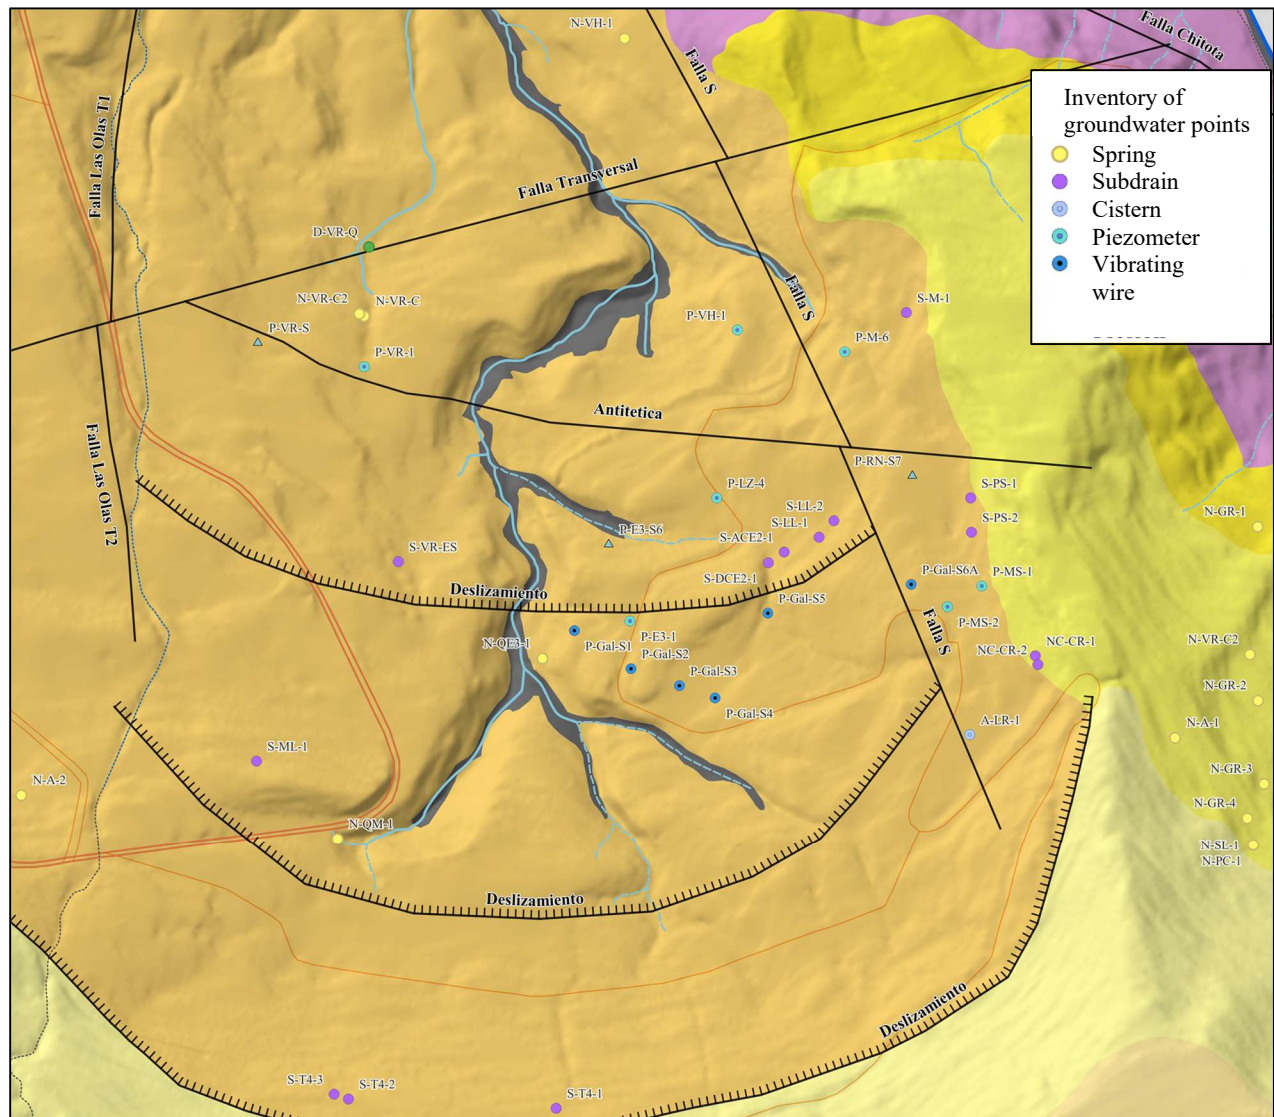 N-VH-1
Falla Chitota
Falla S
Inventory of
groundwater points
Spring
Subdrain
Cistern
Piezometer
Vibrating
wire
Falla Las Olas T1
Falla Transversal
D-VR-Q
N-VR-C2
N-VR-C
P-VR-S
P-VR-1
P-VH-1
Falla S
S-M-1
P-M-6
Antitetica
Falla Las Olas T2
P-RN-S7
P-LZ-4
S-PS-1
S-LL-2
S-LL-1
S-PS-2
N-GR-1
P-E3-S6
S-ACE2-1
S-VR-ES
S-DCE2-1
P-Gal-S6A
P-MS-1
Deslizamiento
P-Gal-S5
P-MS-2
Falla S
N-QE3-1
P-Gal-S1
P-E3-1
P-Gal-S2
NC-CR-1
NC-CR-2
N-VR-C2
P-Gal-S3
N-GR-2
P-Gal-S4
A-LR-1
N-A-1
S-ML-1
N-A-2
N-GR-3
N-GR-4
N-QM-1
N-SL-1
N-PC-1
Deslizamiento
Deslizamiento
S-T4-3
S-T4-2
S-T4-1